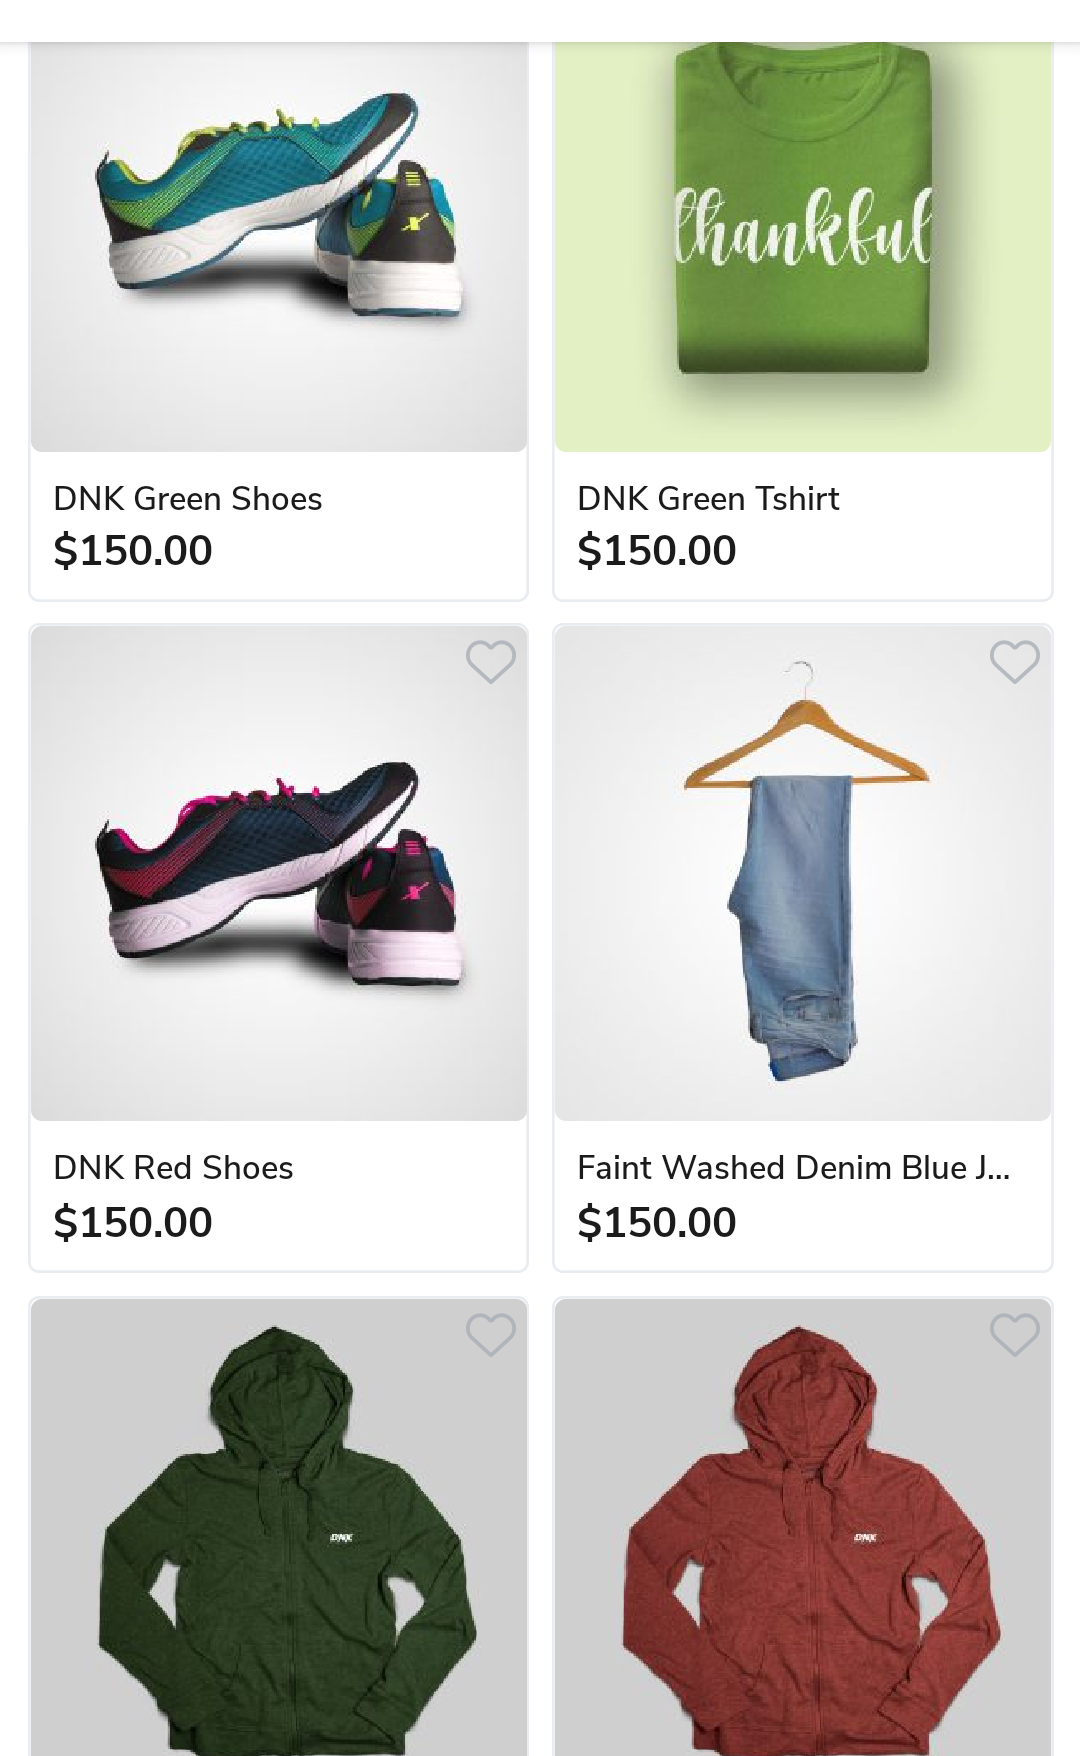 thankful
DNK Green Shoes
$150.00
DNK Green Tshirt
$150.00
DNK Red Shoes
$150.00
Faint Washed Denim Blue J...
$150.00
DNK
DNK